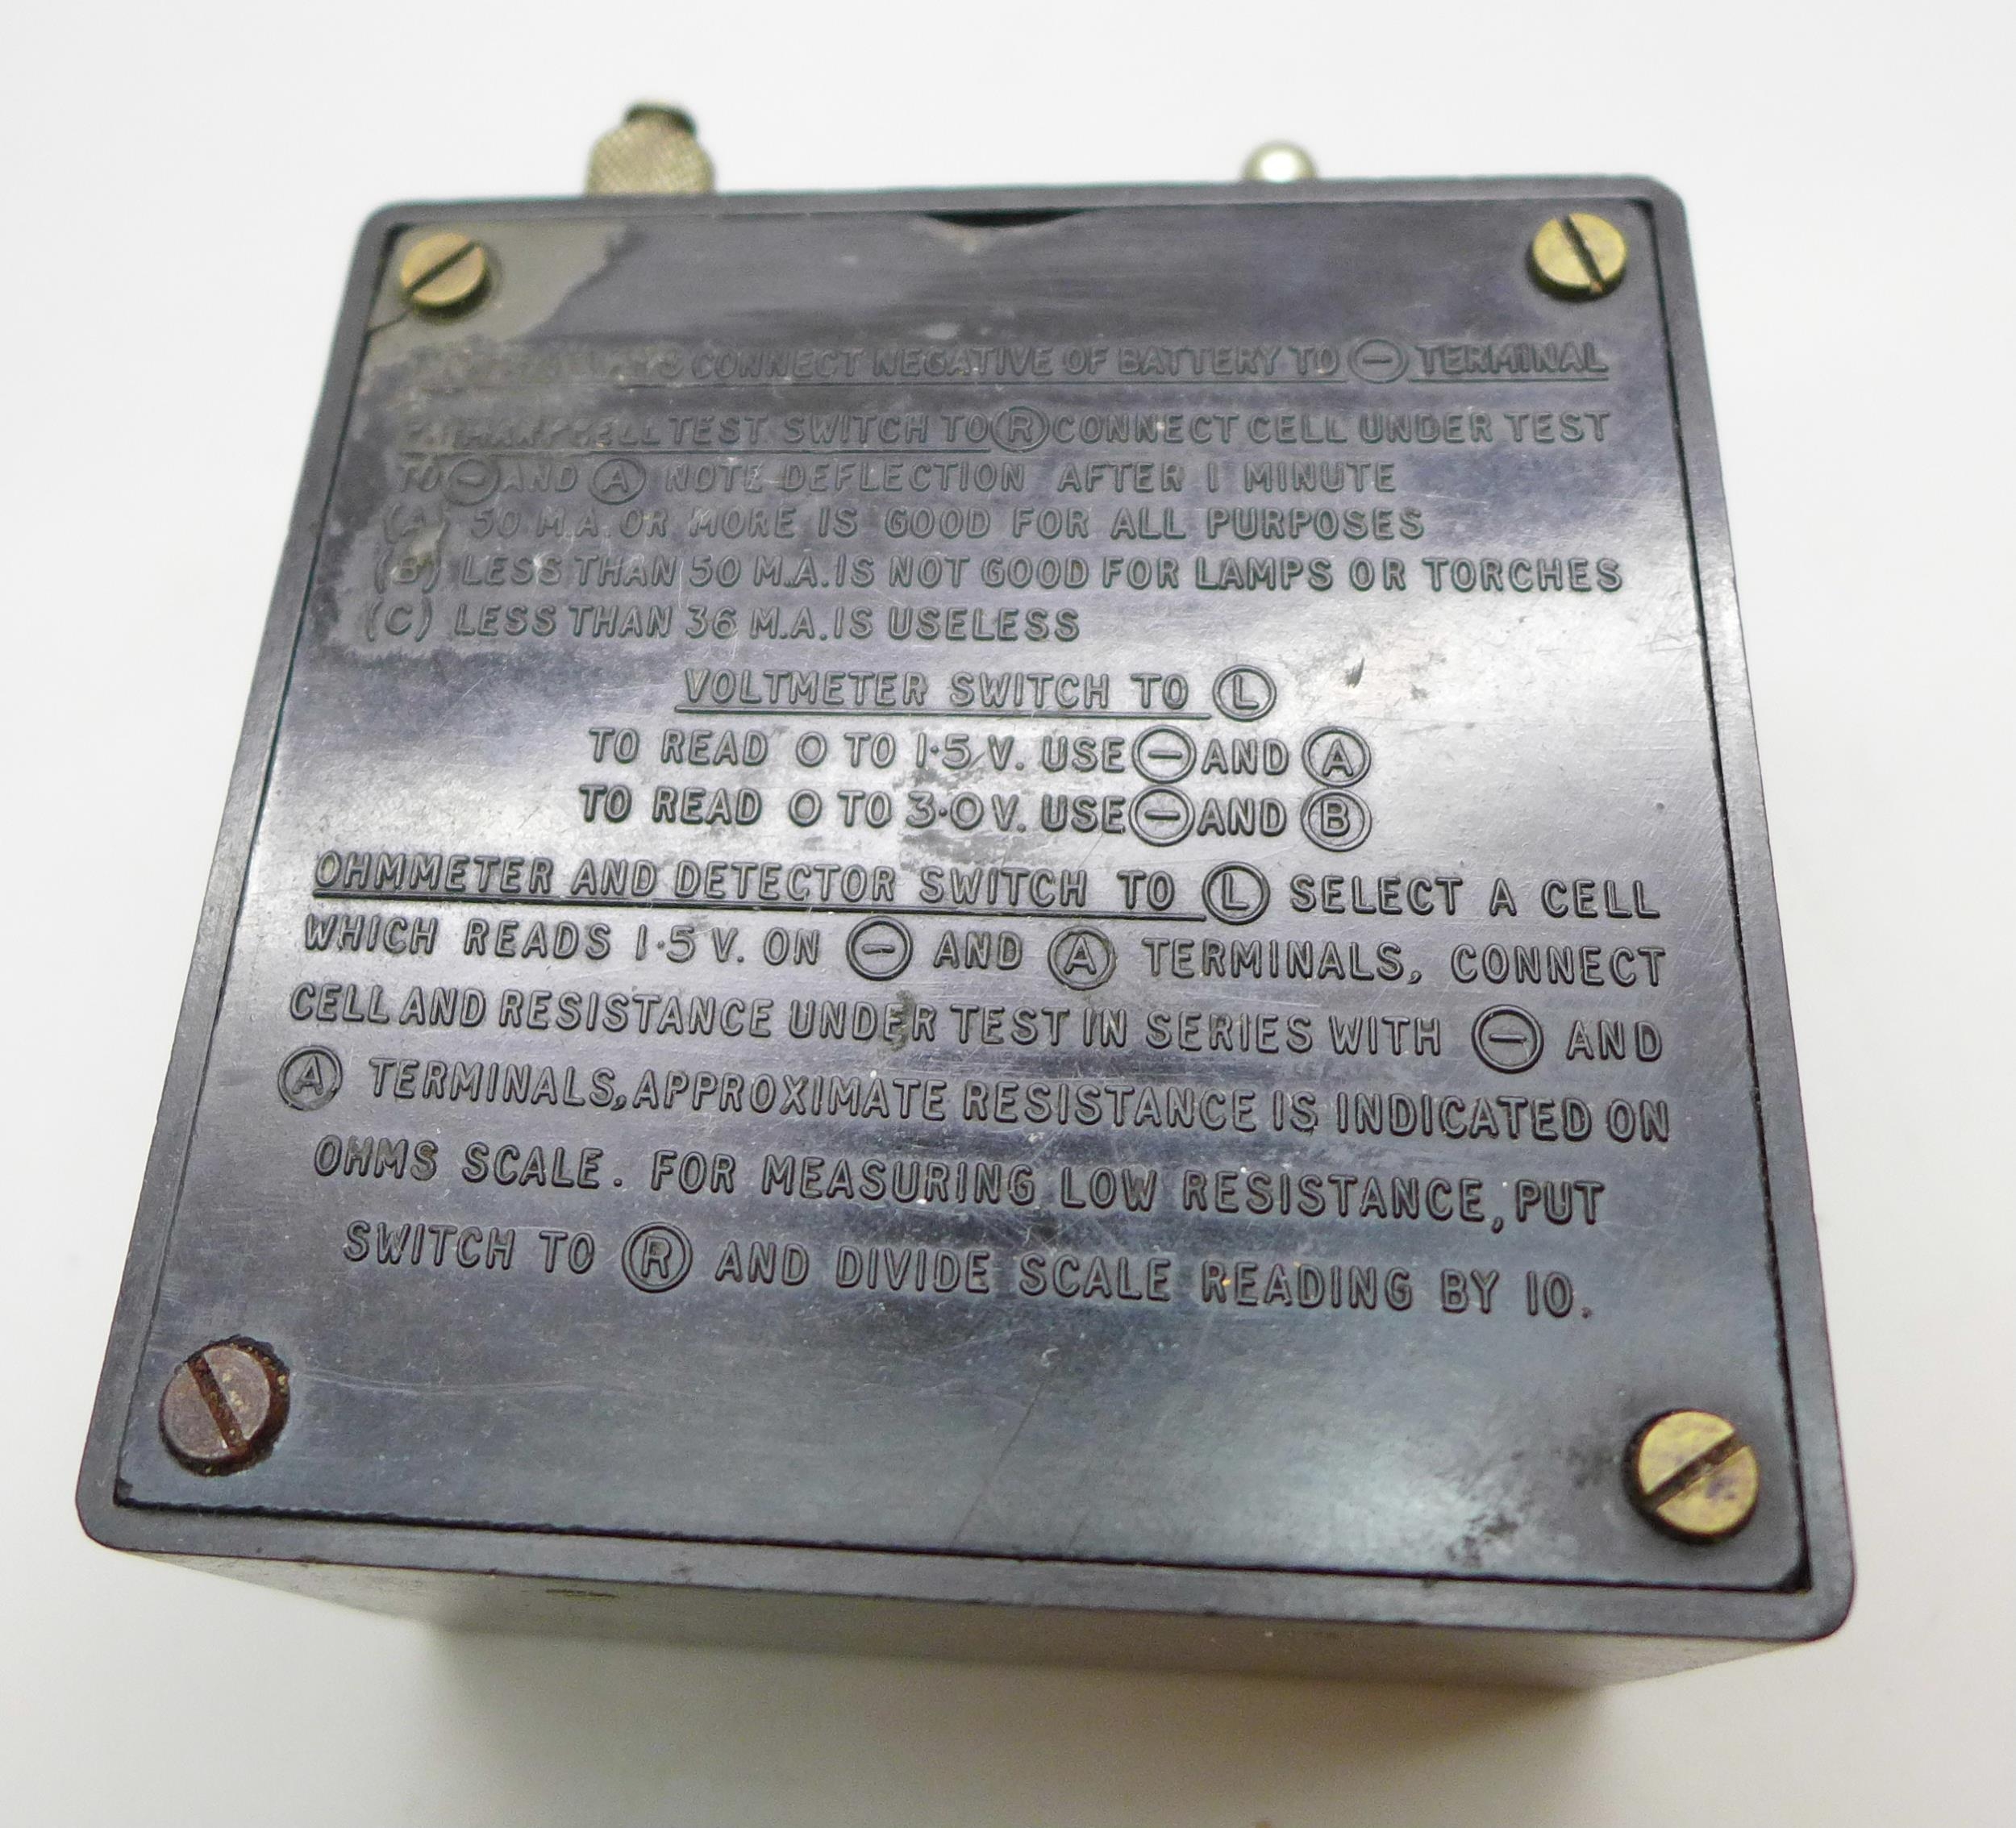 CONNECT NEGATIVE OF BATTERY TO ⊖ TERMINAL
CELL TEST SWITCH TO Ⓡ CONNECT CELL UNDER TEST
TO ⊖ AND Ⓐ NOTE DEFLECTION AFTER 1 MINUTE
(A) 50 M.A. OR MORE IS GOOD FOR ALL PURPOSES
(B) LESS THAN 50 M.A. IS NOT GOOD FOR LAMPS OR TORCHES
(C) LESS THAN 36 M.A. IS USELESS
VOLTMETER SWITCH TO Ⓛ
TO READ 0 TO 1·5 V. USE ⊖ AND Ⓐ
TO READ 0 TO 3·0 V. USE ⊖ AND Ⓑ
OHMMETER AND DETECTOR SWITCH TO Ⓛ SELECT A CELL
WHICH READS 1·5 V. ON ⊖ AND Ⓐ TERMINALS, CONNECT
CELL AND RESISTANCE UNDER TEST IN SERIES WITH ⊖ AND
Ⓐ TERMINALS, APPROXIMATE RESISTANCE IS INDICATED ON
OHMS SCALE. FOR MEASURING LOW RESISTANCE, PUT
SWITCH TO Ⓡ AND DIVIDE SCALE READING BY 10.